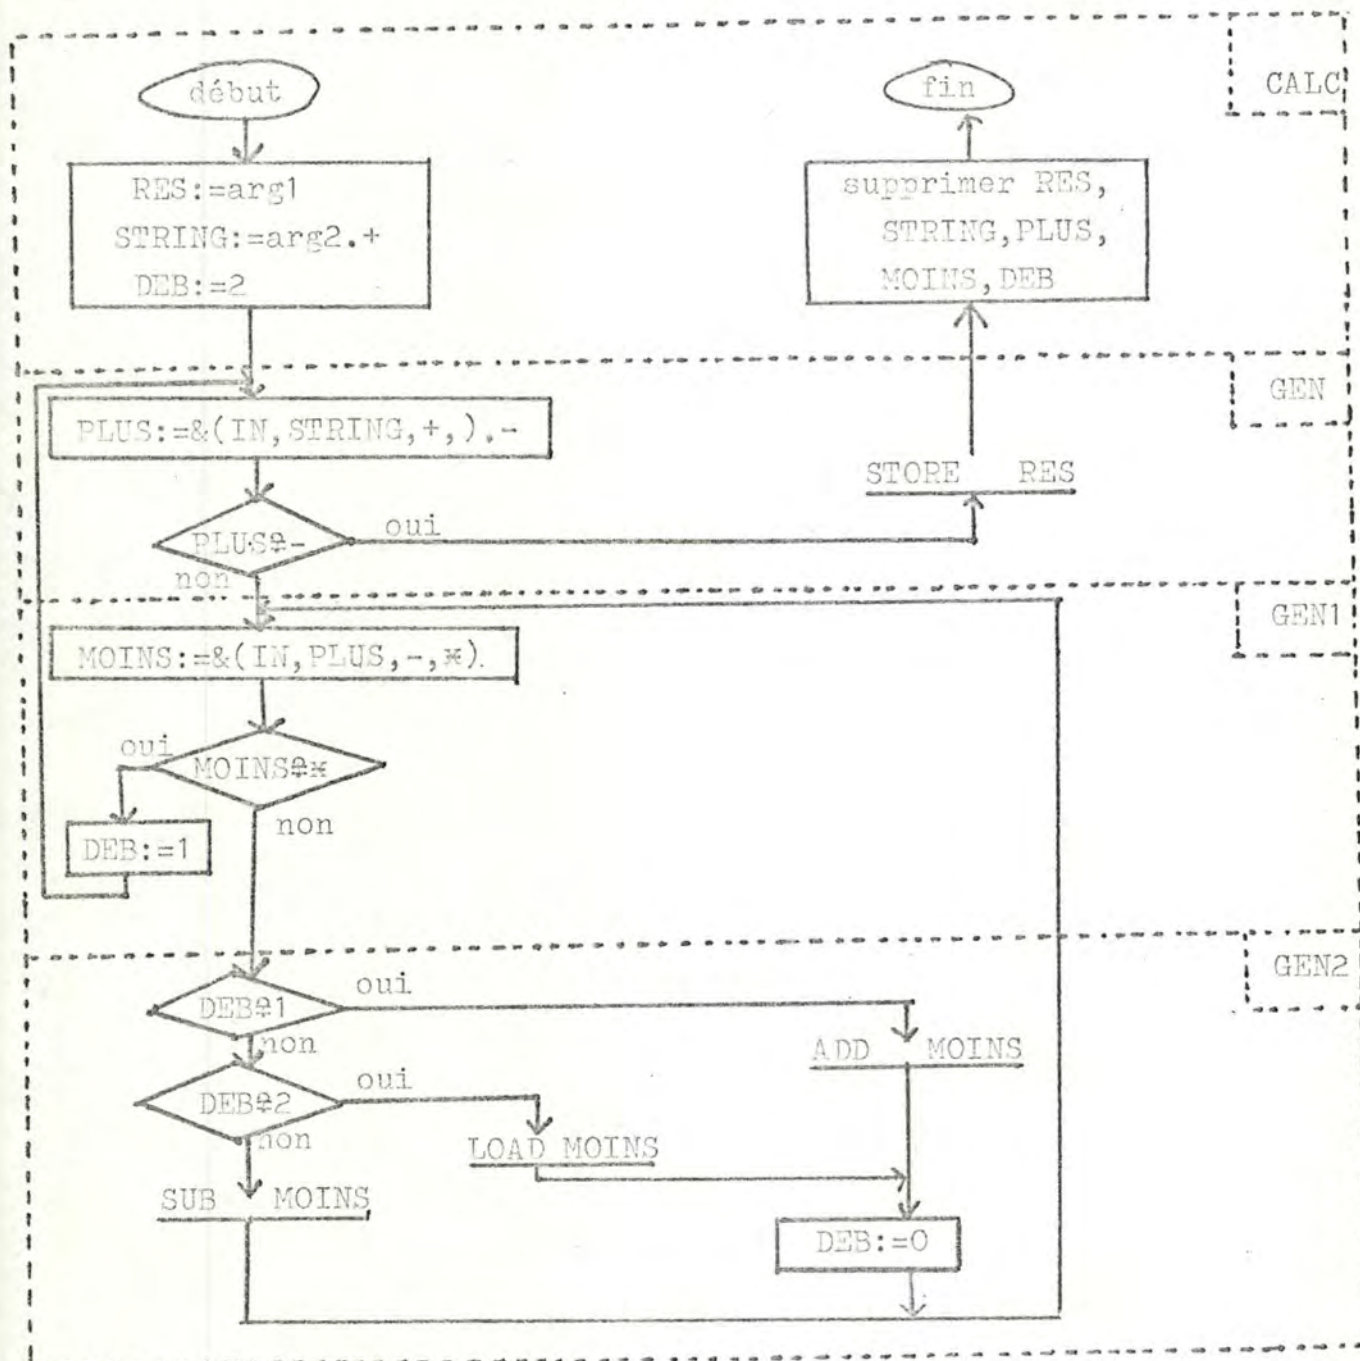 CALC
début
fin
RES:=arg1
STRING:=arg2.+
DEB:=2
supprimer RES,
STRING,PLUS,
MOINS,DEB
GEN
PLUS:=&(IN,STRING,+,).-
STORE RES
PLUS≗-
oui
non
GEN1
MOINS:=&(IN,PLUS,-,*).
oui
MOINS≗*
non
DEB:=1
GEN2
DEB≗1
oui
non
ADD MOINS
DEB≗2
oui
non
LOAD MOINS
SUB MOINS
DEB:=0